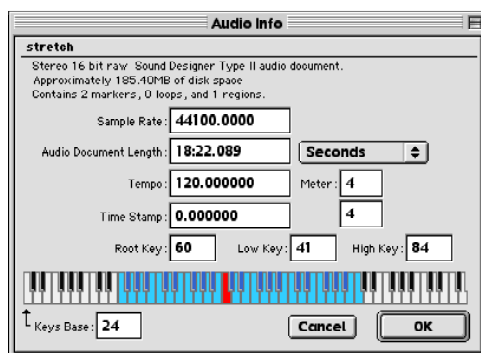 Audio Info
stretch
Stereo 16 bit raw Sound Designer Type II audio document.
Approximately 185.40MB of disk space
Contains 2 markers, 0 loops, and 1 regions.
Sample Rate: 44100.0000
Audio Document Length: 18:22.089 Seconds
Tempo: 120.000000 Meter: 4
Time Stamp: 0.000000 4
Root Key: 60 Low Key: 41 High Key: 84
Keys Base: 24 Cancel OK